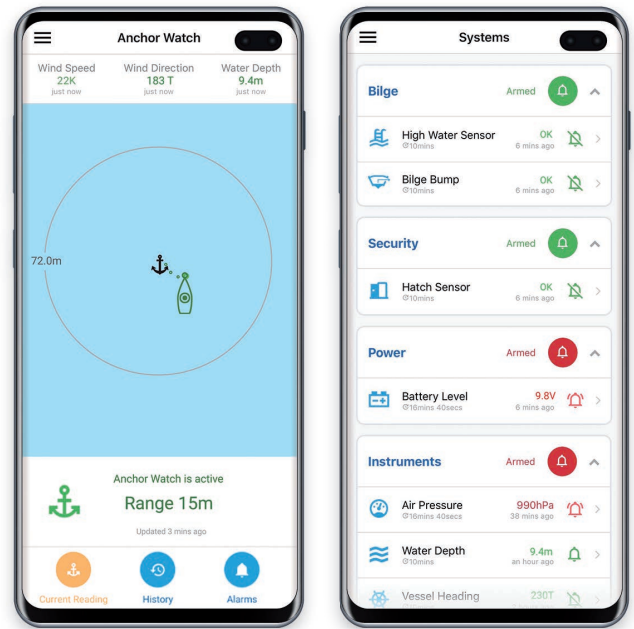 Anchor Watch
Wind Speed
22K
just now
Wind Direction
183 T
just now
Water Depth
9.4m
just now
72.0m
Anchor Watch is active
Range 15m
Updated 3 mins ago
Current Reading
History
Alarms
Systems
Bilge
Armed
High Water Sensor
10mins
OK
6 mins ago
Bilge Bump
10mins
OK
6 mins ago
Security
Armed
Hatch Sensor
10mins
OK
6 mins ago
Power
Armed
Battery Level
16mins 40secs
9.8V
6 mins ago
Instruments
Armed
Air Pressure
16mins 40secs
990hPa
38 mins ago
Water Depth
10mins
9.4m
an hour ago
Vessel Heading
230T